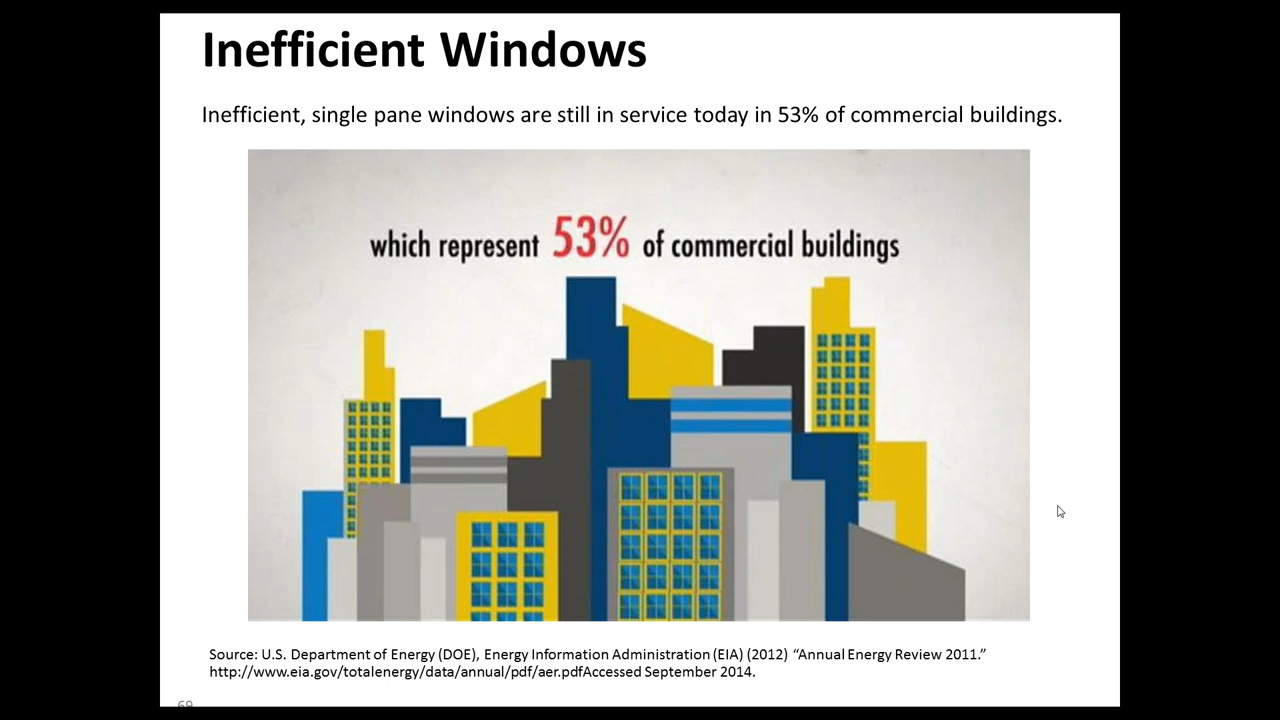 Inefficient Windows
Inefficient, single pane windows are still in service today in 53% of commercial buildings.
which represent 53% of commercial buildings
Source: U.S. Department of Energy (DOE), Energy Information Administration (EIA) (2012) “Annual Energy Review 2011.”
http://www.eia.gov/totalenergy/data/annual/pdf/aer.pdfAccessed September 2014.